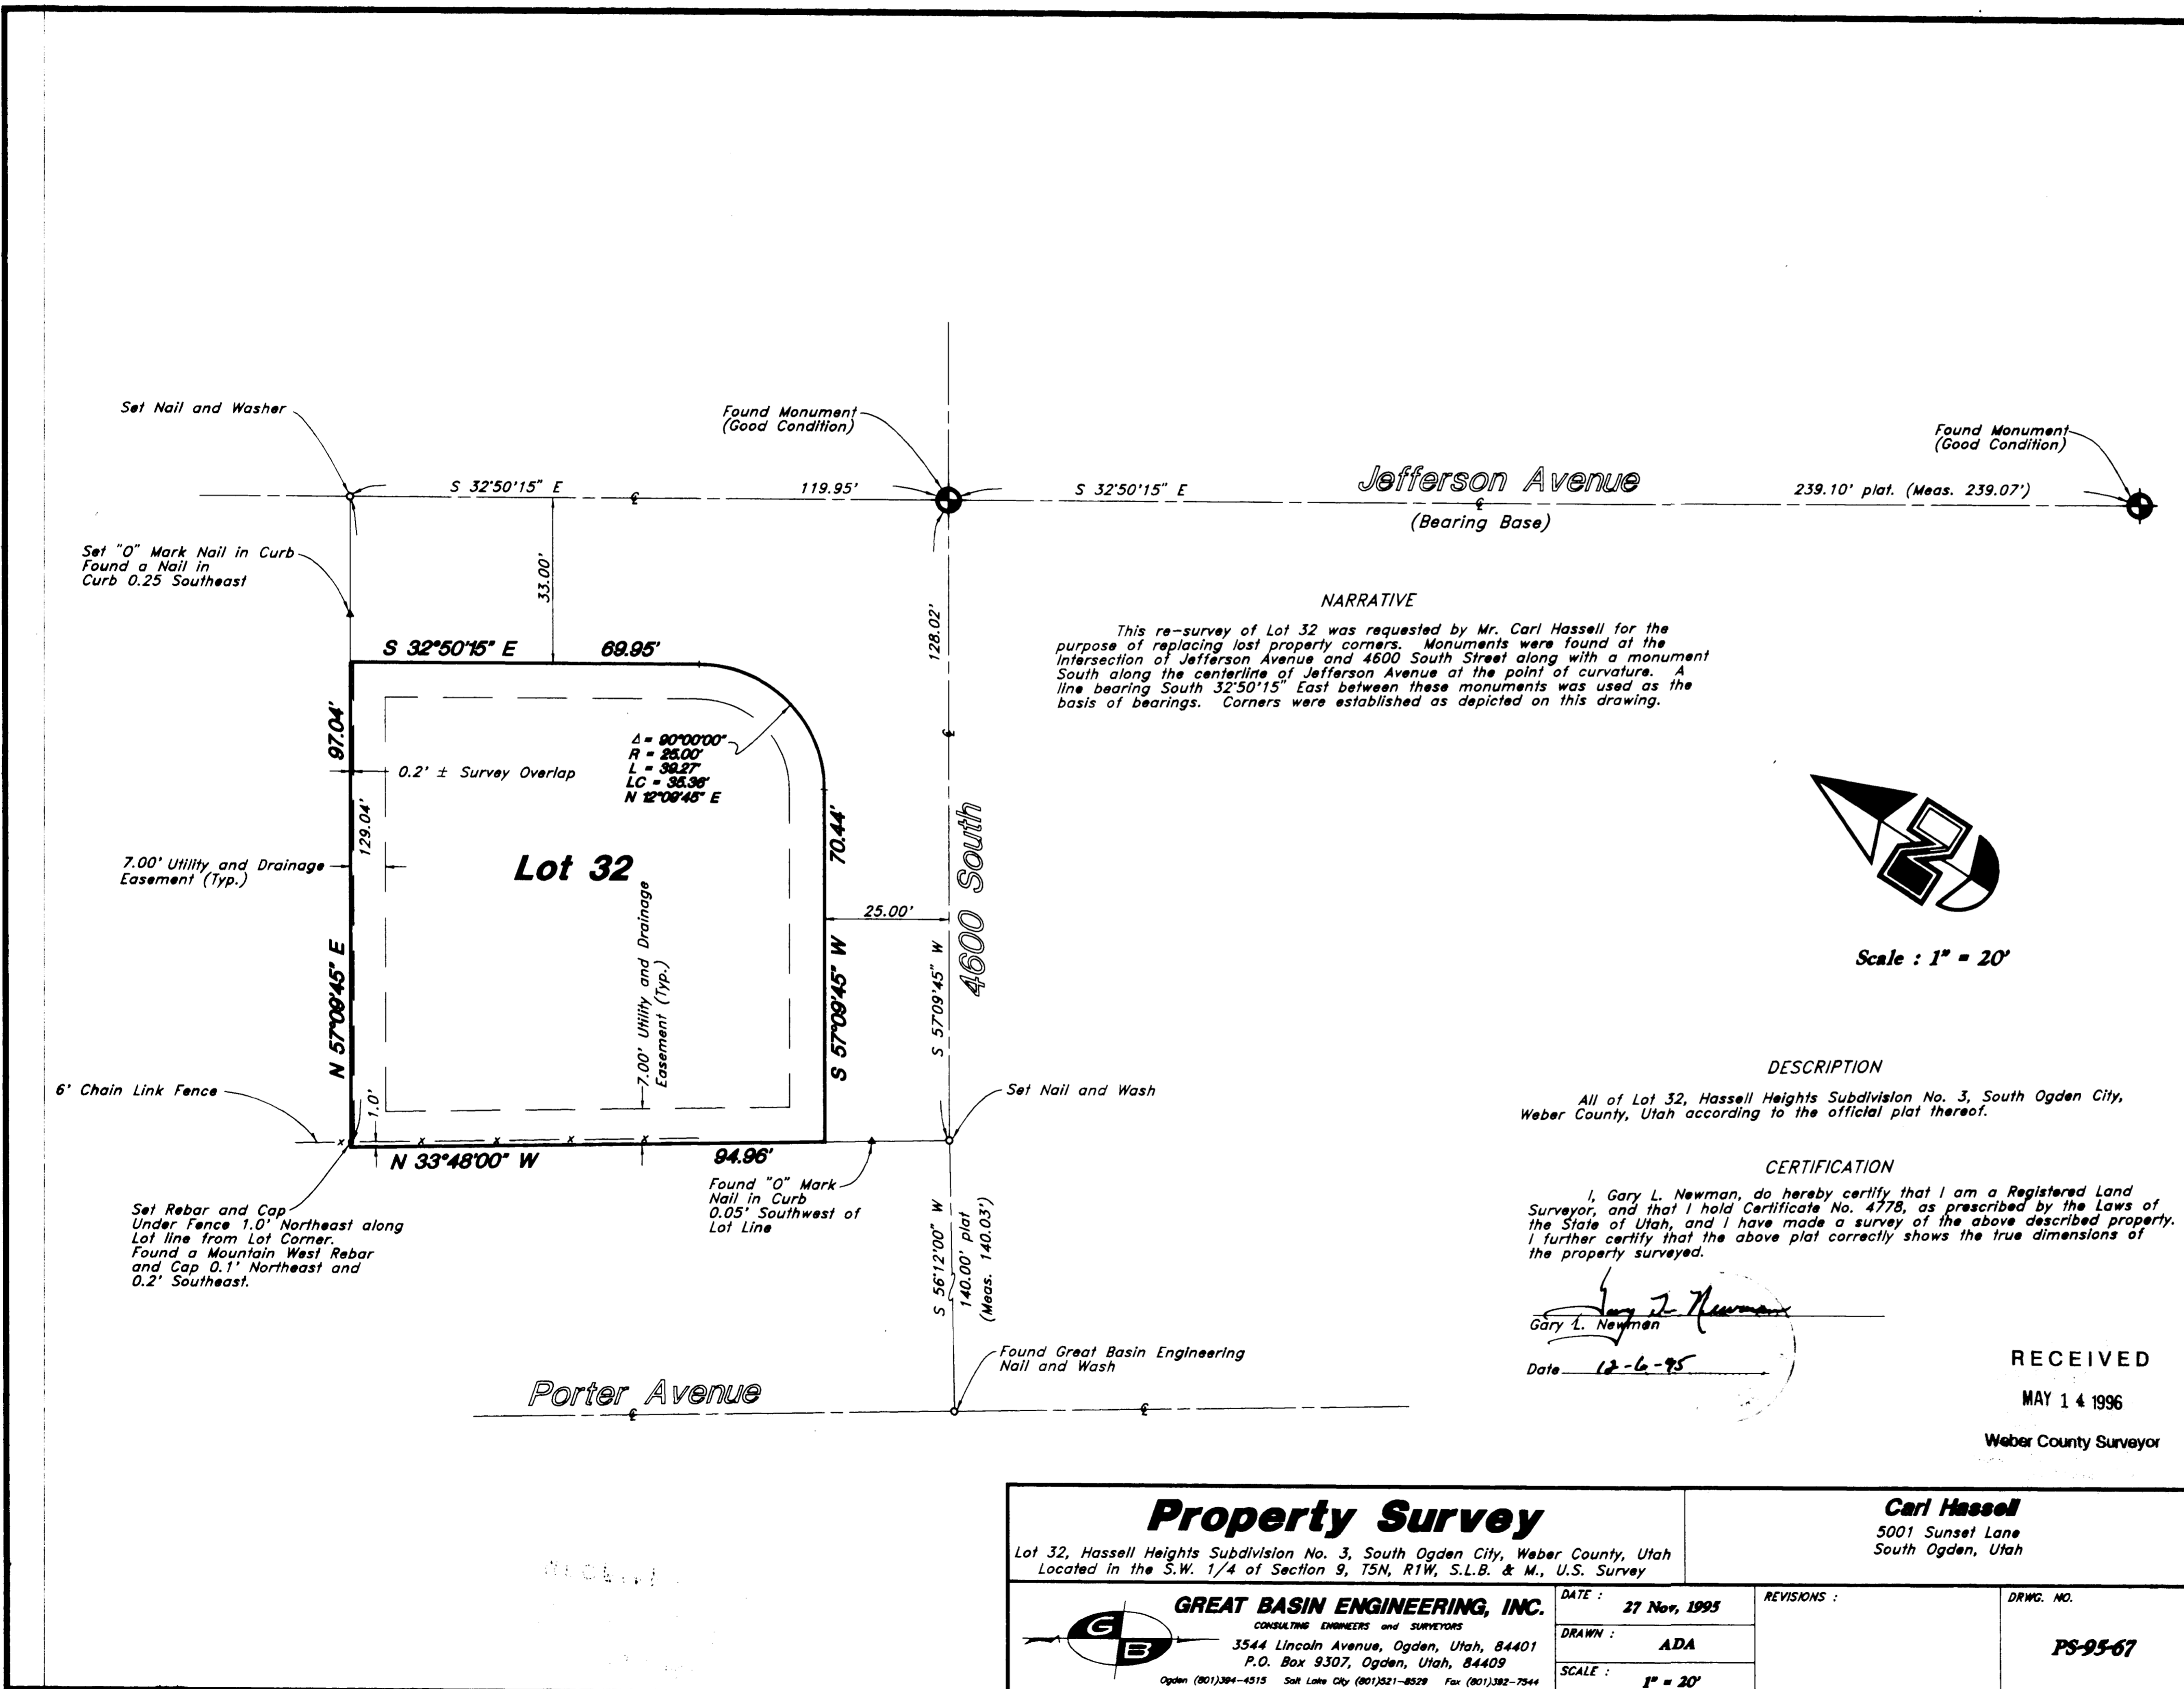 Set Nail and Washer
Found Monument
(Good Condition)
Found Monument
(Good Condition)
S 32°50'15" E
119.95'
S 32°50'15" E
Jefferson Avenue
(Bearing Base)
239.10' plat. (Meas. 239.07')
Set "O" Mark Nail in Curb
Found a Nail in
Curb 0.25 Southeast
33.00'
128.02'
S 32°50'15" E
69.95'
NARRATIVE
This re-survey of Lot 32 was requested by Mr. Carl Hassell for the
purpose of replacing lost property corners. Monuments were found at the
Intersection of Jefferson Avenue and 4600 South Street along with a monument
South along the centerline of Jefferson Avenue at the point of curvature. A
line bearing South 32°50'15" East between these monuments was used as the
basis of bearings. Corners were established as depicted on this drawing.
97.04'
0.2' ± Survey Overlap
Δ = 90°00'00"
R = 25.00'
L = 39.27'
LC = 35.36'
N 12°09'45" E
129.04'
7.00' Utility and Drainage
Easement (Typ.)
Lot 32
70.44'
4600 South
25.00'
7.00' Utility and Drainage
Easement (Typ.)
N 57°09'45" E
S 57°09'45" W
S 57°09'45" W
Scale : 1" = 20'
6' Chain Link Fence
1.0'
x x x x x
Set Nail and Wash
N 33°48'00" W
94.96'
Found "O" Mark
Nail in Curb
0.05' Southwest of
Lot Line
Set Rebar and Cap
Under Fence 1.0' Northeast along
Lot line from Lot Corner.
Found a Mountain West Rebar
and Cap 0.1' Northeast and
0.2' Southeast.
S 56°12'00" W
140.00' plat
(Meas. 140.03')
Found Great Basin Engineering
Nail and Wash
Porter Avenue
DESCRIPTION
All of Lot 32, Hassell Heights Subdivision No. 3, South Ogden City,
Weber County, Utah according to the official plat thereof.
CERTIFICATION
I, Gary L. Newman, do hereby certify that I am a Registered Land
Surveyor, and that I hold Certificate No. 4778, as prescribed by the Laws of
the State of Utah, and I have made a survey of the above described property.
I further certify that the above plat correctly shows the true dimensions of
the property surveyed.
Gary L. Newman
Gary L. Newman
Date 12-6-95
RECEIVED
MAY 14 1996
Weber County Surveyor
Property Survey
Lot 32, Hassell Heights Subdivision No. 3, South Ogden City, Weber County, Utah
Located in the S.W. 1/4 of Section 9, T5N, R1W, S.L.B. & M., U.S. Survey
Carl Hassell
5001 Sunset Lane
South Ogden, Utah
G B
GREAT BASIN ENGINEERING, INC.
CONSULTING ENGINEERS and SURVEYORS
3544 Lincoln Avenue, Ogden, Utah, 84401
P.O. Box 9307, Ogden, Utah, 84409
Ogden (801)394-4515 Salt Lake City (801)521-8529 Fax (801)392-7544
DATE : 27 Nov, 1995
DRAWN : ADA
SCALE : 1" = 20'
REVISIONS :
DRWG. NO.
PS-95-67